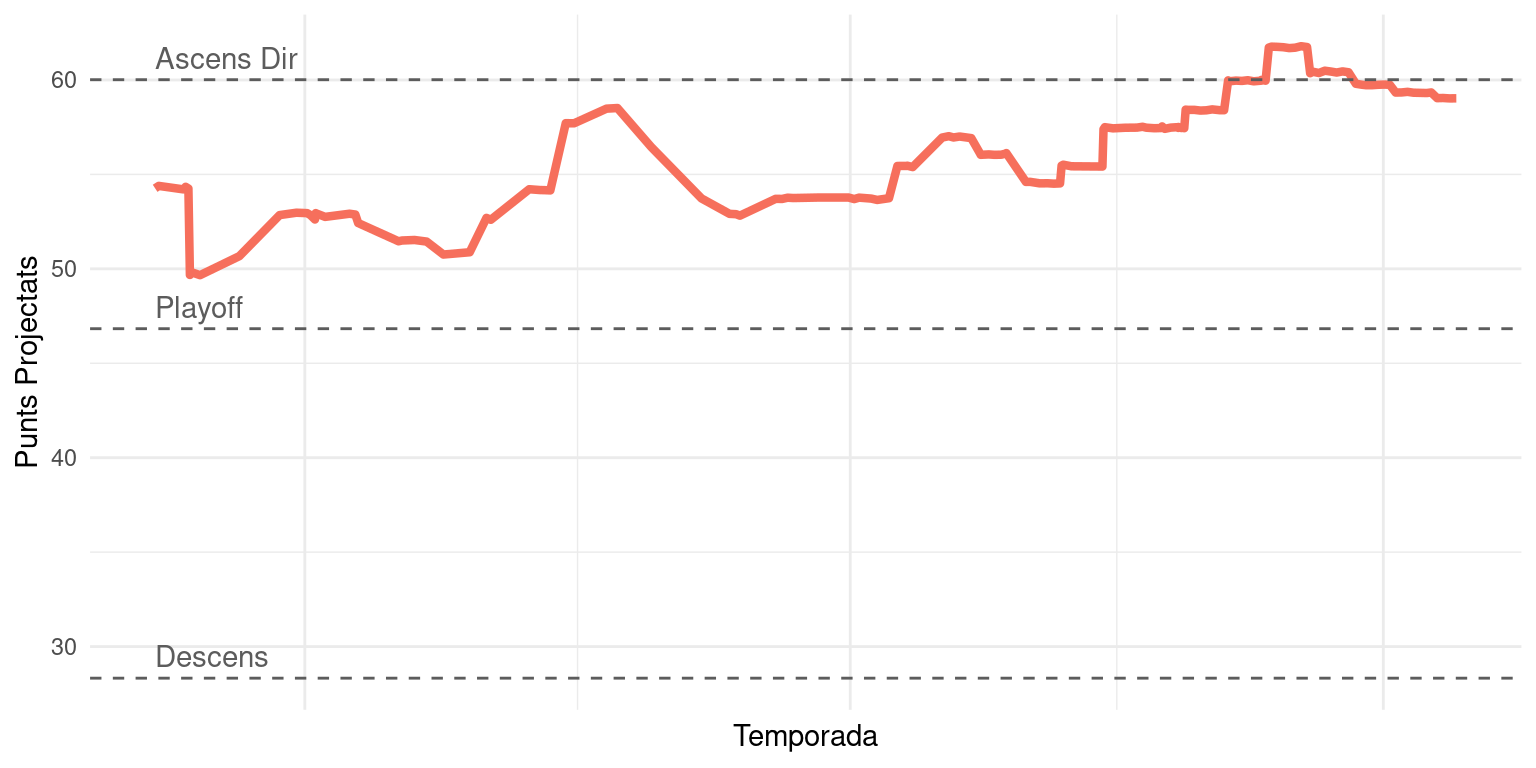 Ascens Dir
60
50
Playoff
40
30
Descens
Punts Projectats
Temporada